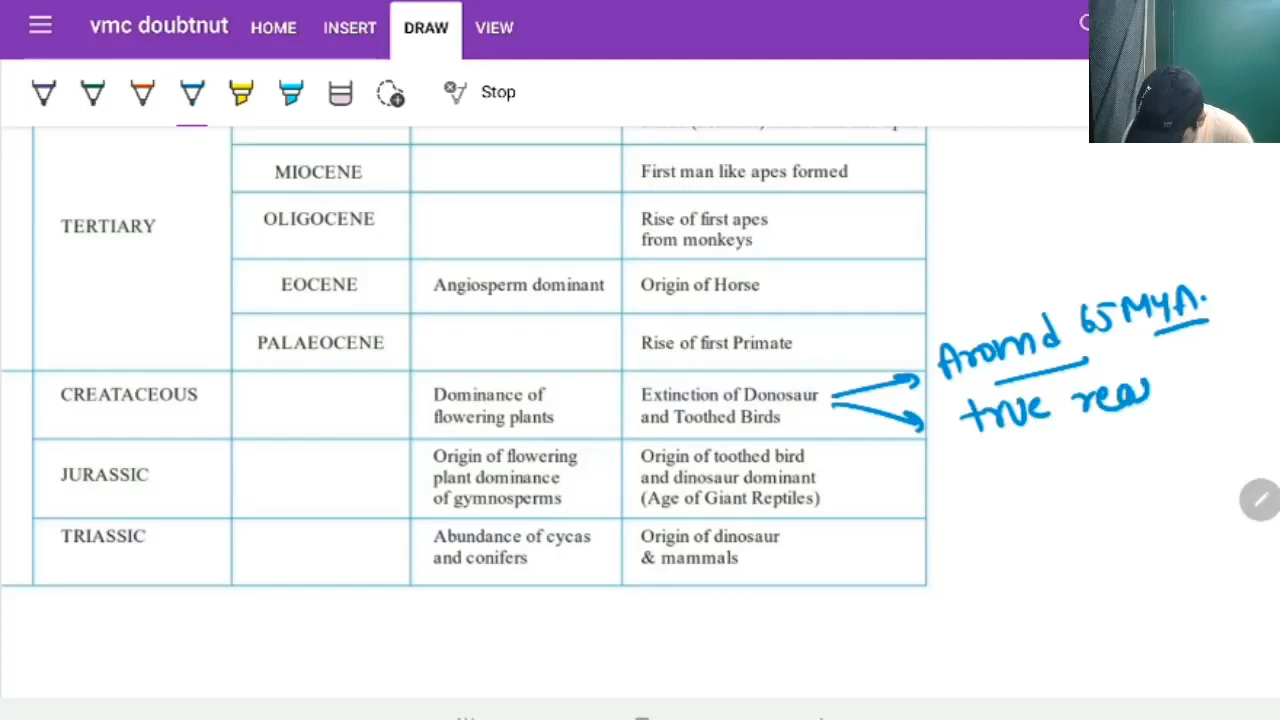 vmc doubtnut HOME INSERT DRAW VIEW
Stop
MIOCENE First man like apes formed
TERTIARY OLIGOCENE Rise of first apes
from monkeys
EOCENE Angiosperm dominant Origin of Horse
PALAEOCENE Rise of first Primate
Around 65 MYA.
CREATACEOUS Dominance of Extinction of Donosaur
flowering plants and Toothed Birds
true rea
JURASSIC Origin of flowering Origin of toothed bird
plant dominance and dinosaur dominant
of gymnosperms (Age of Giant Reptiles)
TRIASSIC Abundance of cycas Origin of dinosaur
and conifers & mammals